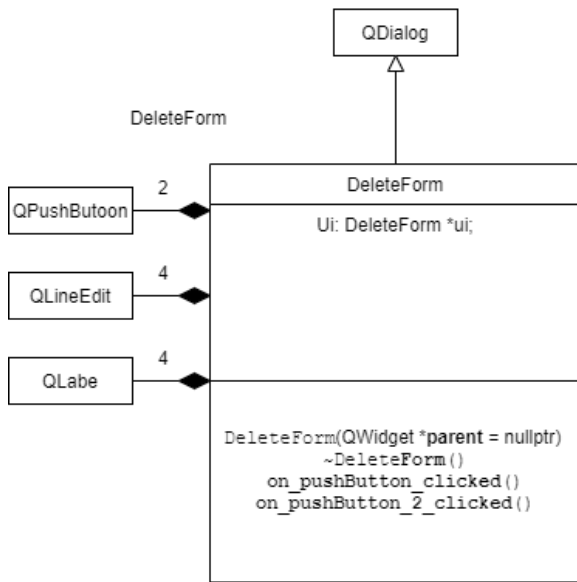 QDialog
DeleteForm
DeleteForm
2
QPushButoon
Ui: DeleteForm *ui;
4
QLineEdit
4
QLabe
DeleteForm(QWidget *parent = nullptr)
~DeleteForm()
on_pushButton_clicked()
on_pushButton_2_clicked()